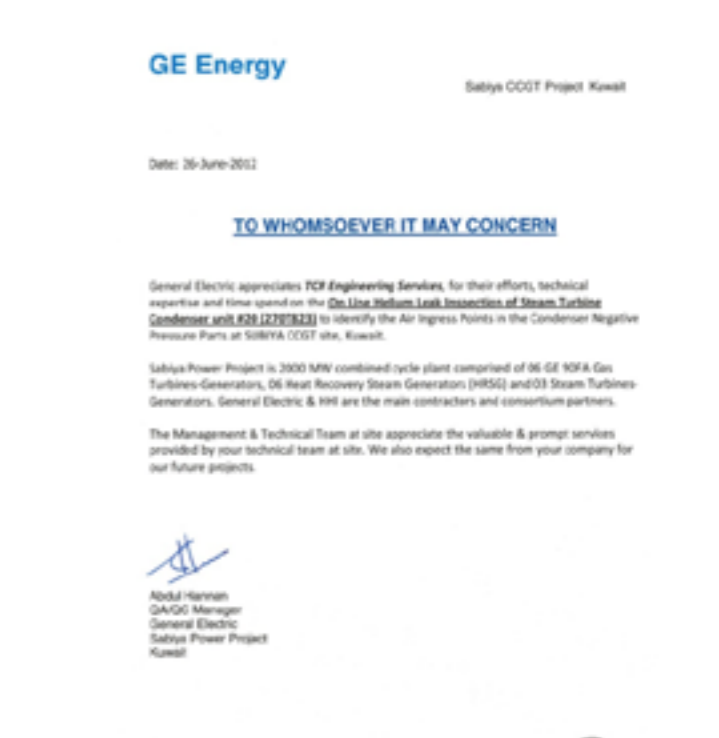 GE Energy
Sabiya CCGT Project Kuwait
Date: 26-June-2012
TO WHOMSOEVER IT MAY CONCERN
General Electric appreciates TCR Engineering Services, for their efforts, technical
expertise and time spend on the On Line Helium Leak Inspection of Steam Turbine
Condenser unit #20 (270T823) to identify the Air Ingress Points in the Condenser Negative
Pressure Parts at SUBIYA CCGT site, Kuwait.
Sabiya Power Project is 2000 MW combined cycle plant comprised of 06 GE 90FA Gas
Turbines-Generators, 06 Heat Recovery Steam Generators (HRSG) and 03 Steam Turbines-
Generators. General Electric & HHI are the main contractors and consortium partners.
The Management & Technical Team at site appreciate the valuable & prompt services
provided by your technical team at site. We also expect the same from your company for
our future projects.
Abdul Hannan
QA/QC Manager
General Electric
Sabiya Power Project
Kuwait